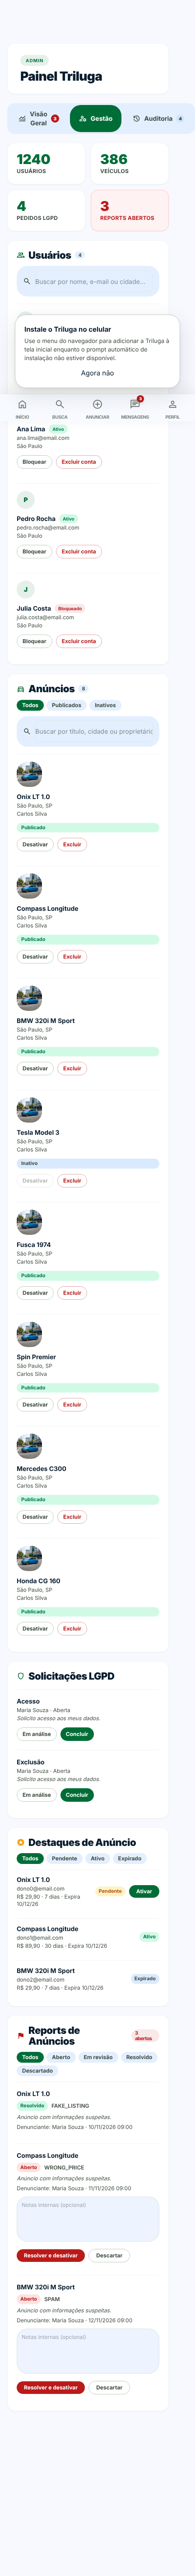 ADMIN
Painel Triluga
Visão
Geral
3
Gestão
Auditoria
4
1240
USUÁRIOS
386
VEÍCULOS
4
PEDIDOS LGPD
3
REPORTS ABERTOS
Usuários 4
Buscar por nome, e-mail ou cidade...
Instale o Triluga no celular
Use o menu do navegador para adicionar a Triluga à
tela inicial enquanto o prompt automático de
instalação não estiver disponível.
Agora não
INÍCIO
BUSCA
ANUNCIAR
3
MENSAGENS
PERFIL
Ana Lima Ativo
ana.lima@email.com
São Paulo
Bloquear Excluir conta
P
Pedro Rocha Ativo
pedro.rocha@email.com
São Paulo
Bloquear Excluir conta
J
Julia Costa Bloqueado
julia.costa@email.com
São Paulo
Bloquear Excluir conta
Anúncios 8
Todos Publicados Inativos
Buscar por título, cidade ou proprietário
Onix LT 1.0
São Paulo, SP
Carlos Silva
Publicado
Desativar Excluir
Compass Longitude
São Paulo, SP
Carlos Silva
Publicado
Desativar Excluir
BMW 320i M Sport
São Paulo, SP
Carlos Silva
Publicado
Desativar Excluir
Tesla Model 3
São Paulo, SP
Carlos Silva
Inativo
Desativar Excluir
Fusca 1974
São Paulo, SP
Carlos Silva
Publicado
Desativar Excluir
Spin Premier
São Paulo, SP
Carlos Silva
Publicado
Desativar Excluir
Mercedes C300
São Paulo, SP
Carlos Silva
Publicado
Desativar Excluir
Honda CG 160
São Paulo, SP
Carlos Silva
Publicado
Desativar Excluir
Solicitações LGPD
Acesso
Maria Souza · Aberta
Solicito acesso aos meus dados.
Em análise Concluir
Exclusão
Maria Souza · Aberta
Solicito acesso aos meus dados.
Em análise Concluir
Destaques de Anúncio
Todos Pendente Ativo Expirado
Onix LT 1.0
dono0@email.com
R$ 29,90 · 7 dias · Expira
10/12/26
Pendente Ativar
Compass Longitude
dono1@email.com
R$ 89,90 · 30 dias · Expira 10/12/26
Ativo
BMW 320i M Sport
dono2@email.com
R$ 29,90 · 7 dias · Expira 10/12/26
Expirado
Reports de
Anúncios
3
abertos
Todos Aberto Em revisão Resolvido
Descartado
Onix LT 1.0
Resolvido FAKE_LISTING
Anúncio com informações suspeitas.
Denunciante: Maria Souza · 10/11/2026 09:00
Compass Longitude
Aberto WRONG_PRICE
Anúncio com informações suspeitas.
Denunciante: Maria Souza · 11/11/2026 09:00
Notas internas (opcional)
Resolver e desativar Descartar
BMW 320i M Sport
Aberto SPAM
Anúncio com informações suspeitas.
Denunciante: Maria Souza · 12/11/2026 09:00
Notas internas (opcional)
Resolver e desativar Descartar